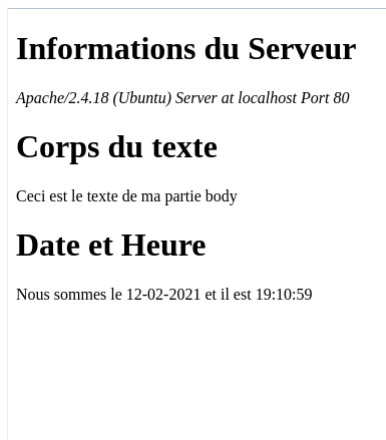 Informations du Serveur
Apache/2.4.18 (Ubuntu) Server at localhost Port 80
Corps du texte
Ceci est le texte de ma partie body
Date et Heure
Nous sommes le 12-02-2021 et il est 19:10:59